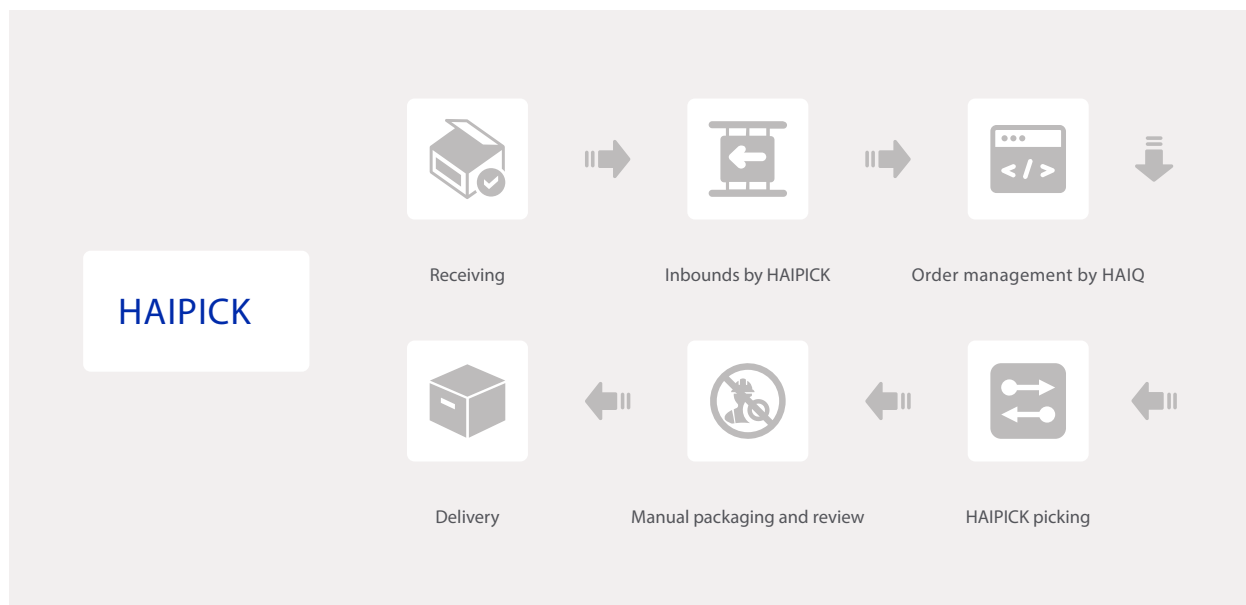 HAIPICK
Receiving
Inbounds by HAIPICK
Order management by HAIQ
</>
HAIPICK picking
Manual packaging and review
Delivery